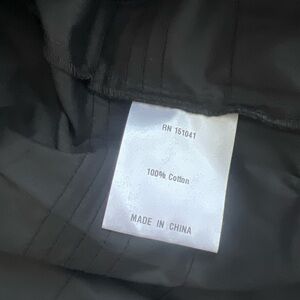 RN 151041
100% Cotton
MADE IN CHINA